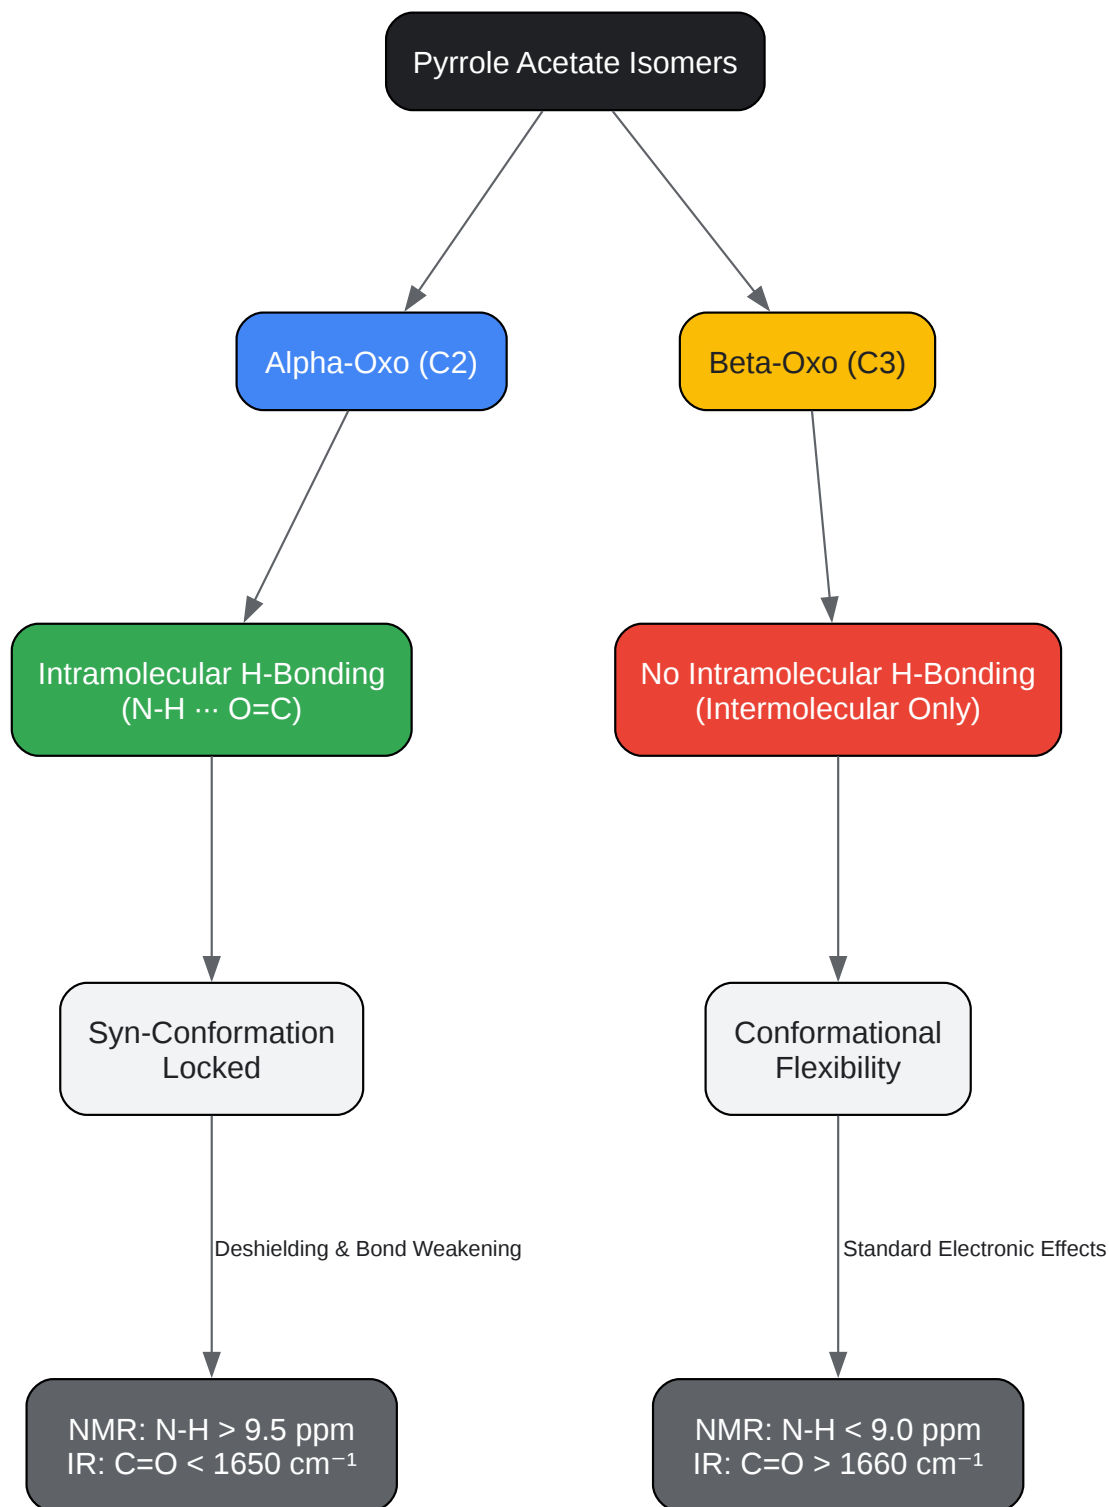 Pyrrole Acetate Isomers
Alpha-Oxo (C2)
Beta-Oxo (C3)
Intramolecular H-Bonding
(N-H ··· O=C)
No Intramolecular H-Bonding
(Intermolecular Only)
Syn-Conformation
Locked
Conformational
Flexibility
Deshielding & Bond Weakening
Standard Electronic Effects
NMR: N-H > 9.5 ppm
IR: C=O < 1650 cm⁻¹
NMR: N-H < 9.0 ppm
IR: C=O > 1660 cm⁻¹